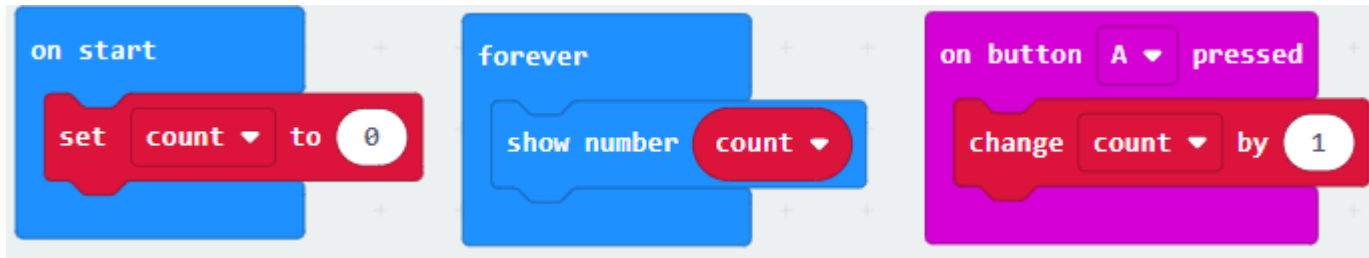 on start
set count to 0
forever
show number count
on button A pressed
change count by 1